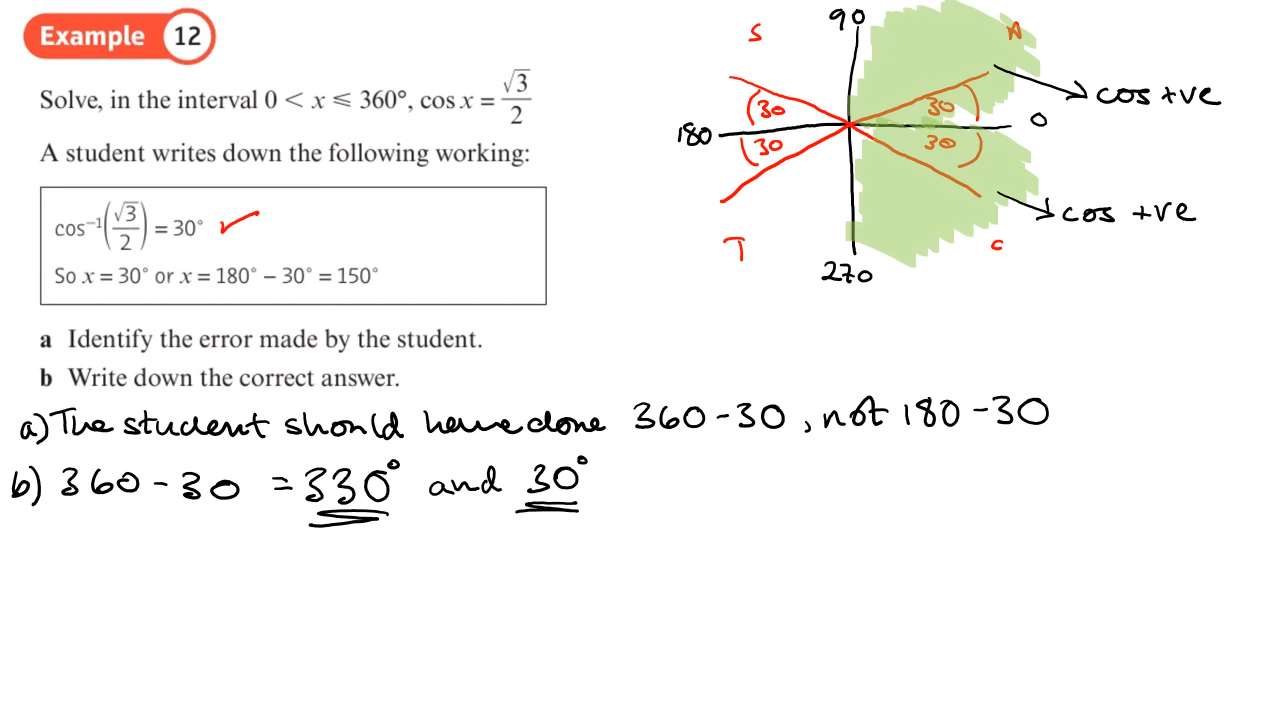 Example 12
Solve, in the interval 0 < x ⩽ 360°, cos x = √3/2
A student writes down the following working:
cos⁻¹(√3/2) = 30°
So x = 30° or x = 180° – 30° = 150°
a Identify the error made by the student.
b Write down the correct answer.
90
S
A
cos +ve
30
30
180
0
30
30
cos +ve
T
C
270
a) The student should have done 360 - 30, not 180 - 30
b) 360 - 30 = 330° and 30°